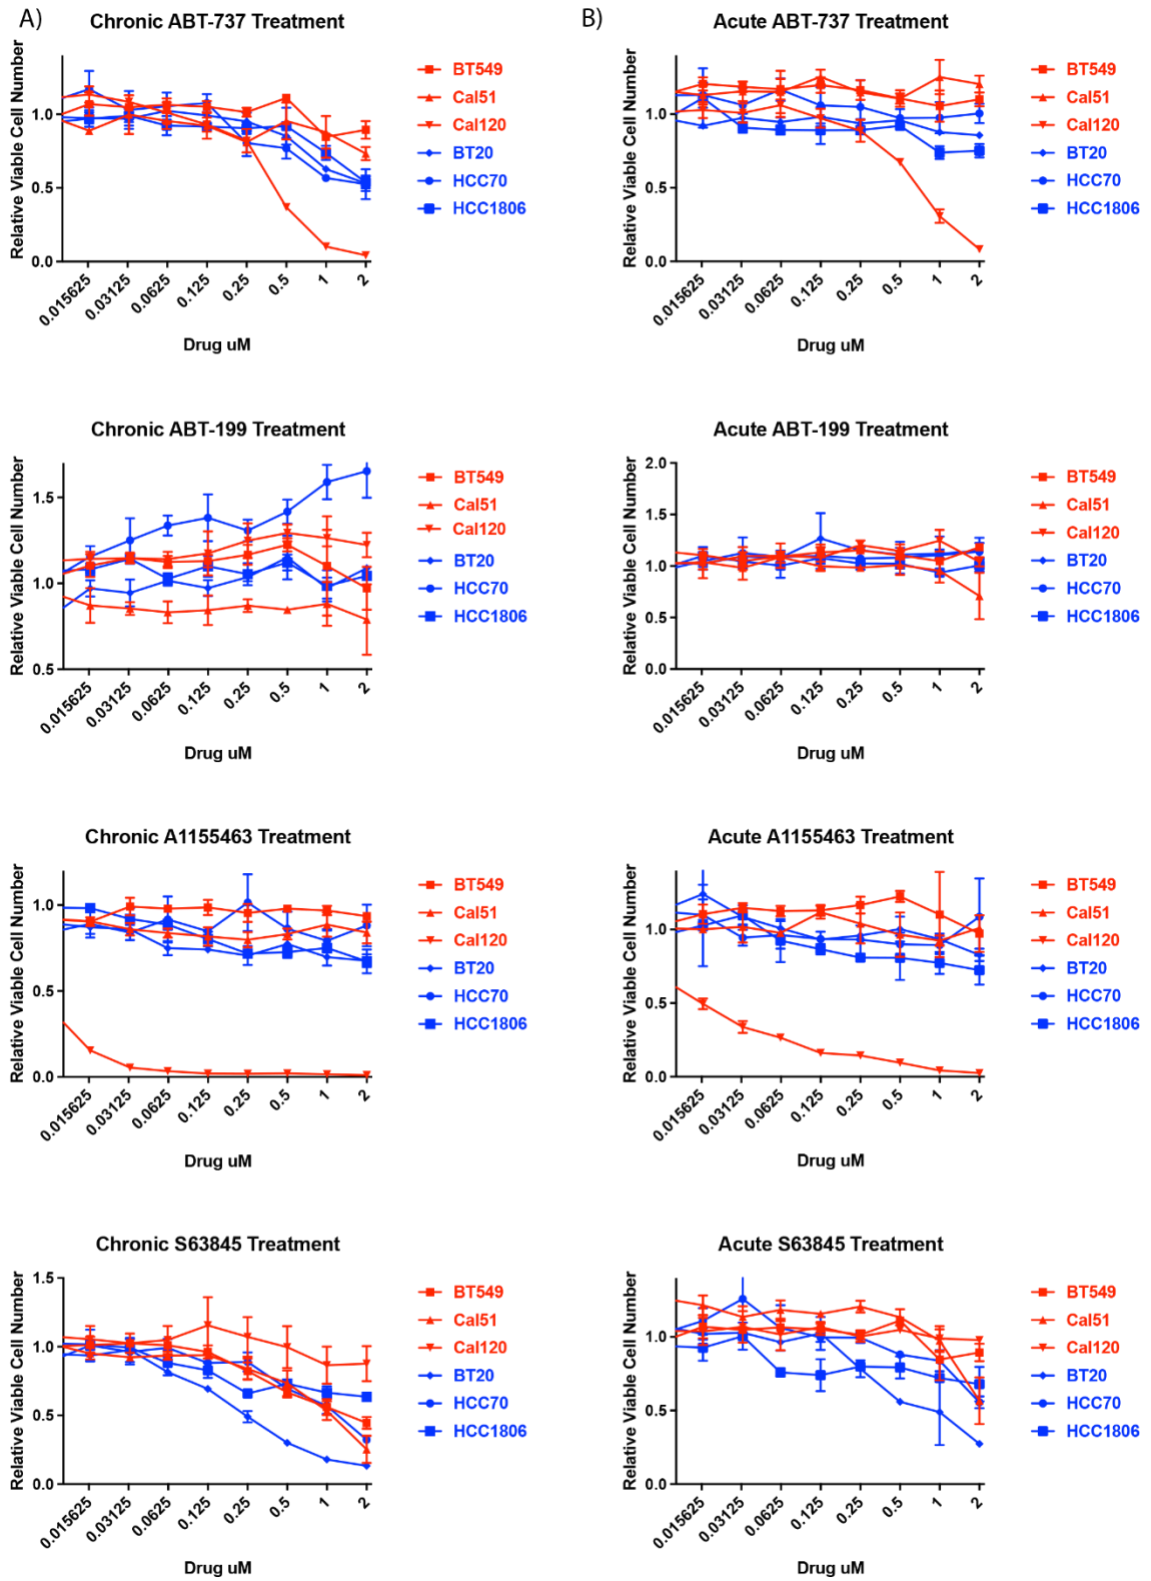 A)
Chronic ABT-737 Treatment
Relative Viable Cell Number
1.0
0.5
0.0
0.015625
0.03125
0.0625
0.125
0.25
0.5
1
2
Drug uM
BT549
Cal51
Cal120
BT20
HCC70
HCC1806
B)
Acute ABT-737 Treatment
Relative Viable Cell Number
1.0
0.5
0.0
0.015625
0.03125
0.0625
0.125
0.25
0.5
1
2
Drug uM
BT549
Cal51
Cal120
BT20
HCC70
HCC1806
Chronic ABT-199 Treatment
Relative Viable Cell Number
1.5
1.0
0.5
0.015625
0.03125
0.0625
0.125
0.25
0.5
1
2
Drug uM
BT549
Cal51
Cal120
BT20
HCC70
HCC1806
Acute ABT-199 Treatment
Relative Viable Cell Number
2.0
1.5
1.0
0.5
0.0
0.015625
0.03125
0.0625
0.125
0.25
0.5
1
2
Drug uM
BT549
Cal51
Cal120
BT20
HCC70
HCC1806
Chronic A1155463 Treatment
Relative Viable Cell Number
1.0
0.5
0.0
0.015625
0.03125
0.0625
0.125
0.25
0.5
1
2
Drug uM
BT549
Cal51
Cal120
BT20
HCC70
HCC1806
Acute A1155463 Treatment
Relative Viable Cell Number
1.0
0.5
0.0
0.015625
0.03125
0.0625
0.125
0.25
0.5
1
2
Drug uM
BT549
Cal51
Cal120
BT20
HCC70
HCC1806
Chronic S63845 Treatment
Relative Viable Cell Number
1.5
1.0
0.5
0.0
0.015625
0.03125
0.0625
0.125
0.25
0.5
1
2
Drug uM
BT549
Cal51
Cal120
BT20
HCC70
HCC1806
Acute S63845 Treatment
Relative Viable Cell Number
1.0
0.5
0.0
0.015625
0.03125
0.0625
0.125
0.25
0.5
1
2
Drug uM
BT549
Cal51
Cal120
BT20
HCC70
HCC1806